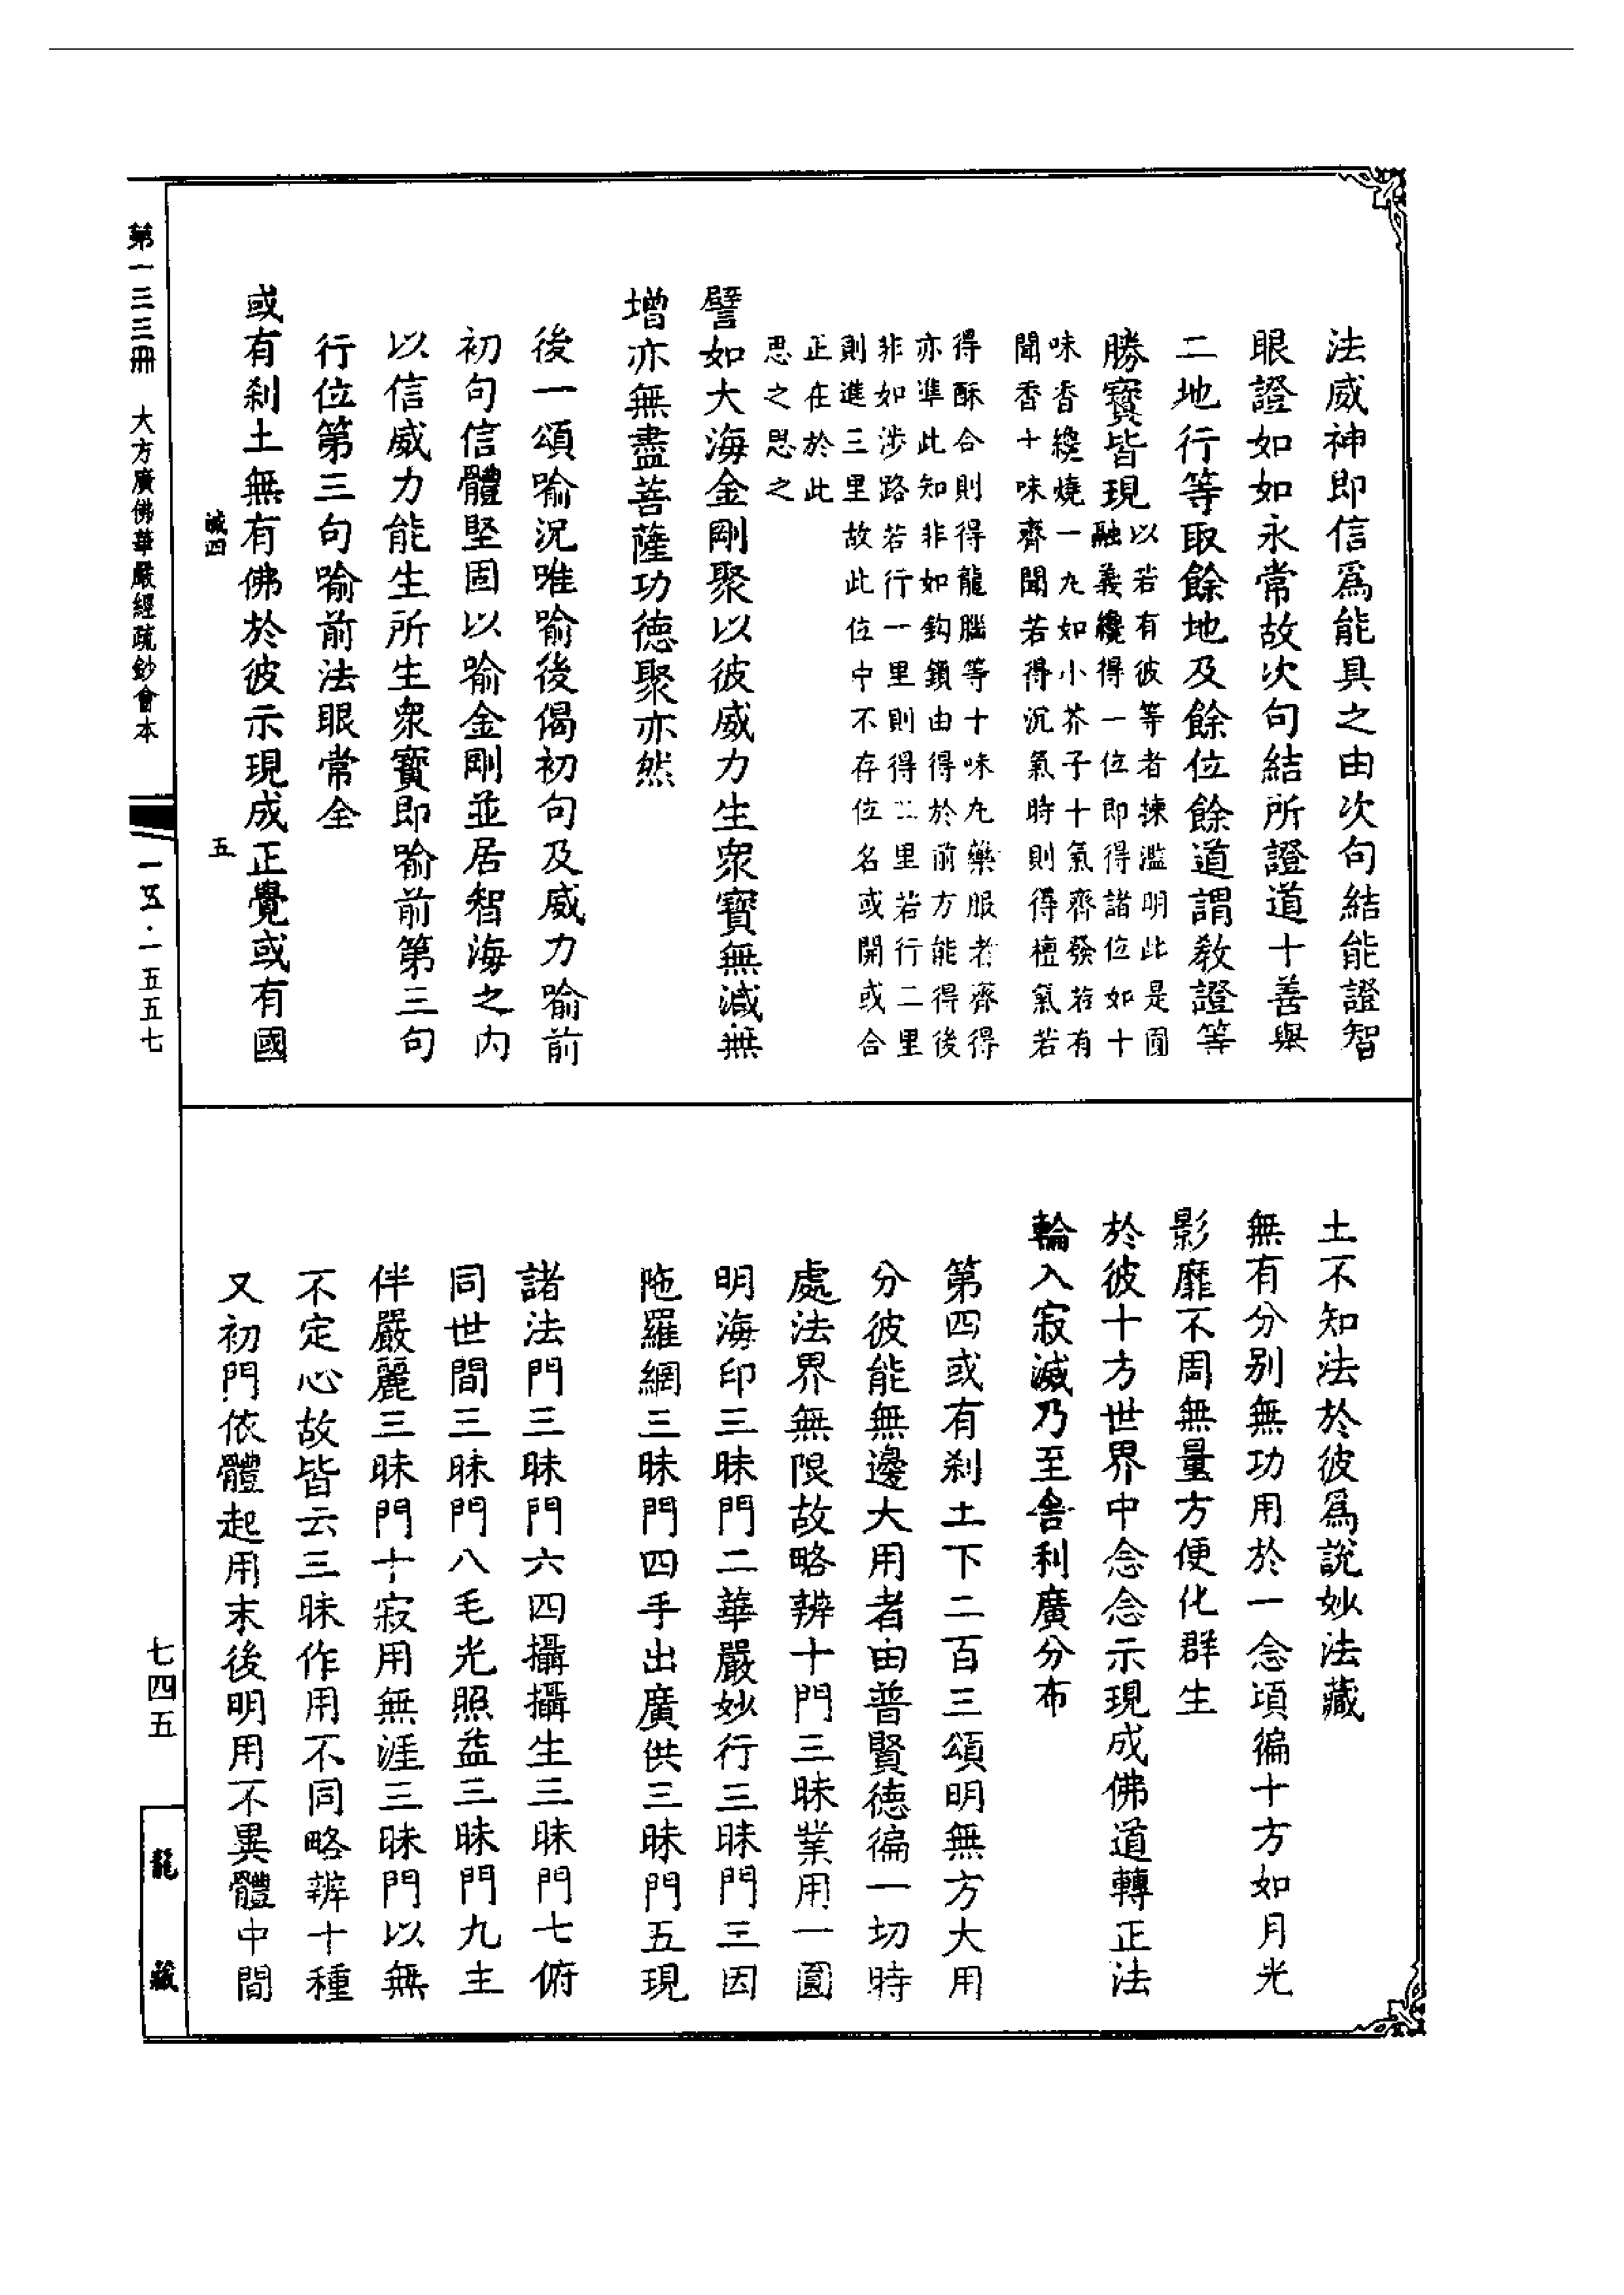 法威神即信爲能具之由次句結能證智
眼證如如永常故次句結所證道十善與
二地行等取餘地及餘位餘道謂敎證等
勝寶皆現
以若有彼等者揀濫明此是圓
融義纔得一位即得諸位如十
味香纔燒一丸如小芥子十氣齊發若有
聞香十味齊聞若得沉氣時則得檀氣若
得酥合則得龍腦等十味丸藥服者齊得
亦準此知非如鈎鎖由得於前方能得後
非如涉路若行一里則得二里若行二里
則進三里故此位中不存位名或開或合
正在於此
思之思之
譬如大海金剛聚以彼威力生衆寶無減無
增亦無盡菩薩功德聚亦然
後一頌喻況唯喻後偈初句及威力喻前
初句信體堅固以喻金剛並居智海之內
以信威力能生所生衆寶即喻前第三句
行位第三句喻前法眼常全
或有刹土無有佛於彼示現成正覺或有國
誠四
五
土不知法於彼爲說妙法藏
無有分別無功用於一念項徧十方如月光
影靡不周無量方便化群生
於彼十方世界中念念示現成佛道轉正法
輪入寂滅乃至舍利廣分布
第四或有刹土下二百三頌明無方大用
分彼能無邊大用者由普賢德徧一切時
處法界無限故略辨十門三昧業用一圓
明海印三昧門二華嚴妙行三昧門三因
陁羅網三昧門四手出廣供三昧門五現
諸法門三昧門六四攝攝生三昧門七俯
同世間三昧門八毛光照益三昧門九主
伴嚴麗三昧門十寂用無涯三昧門以無
不定心故皆云三昧作用不同略辨十種
又初門依體起用末後明用不異體中間
第一三三冊 大方廣佛華嚴經疏鈔會本
一五·一五五七
七四五
龍藏